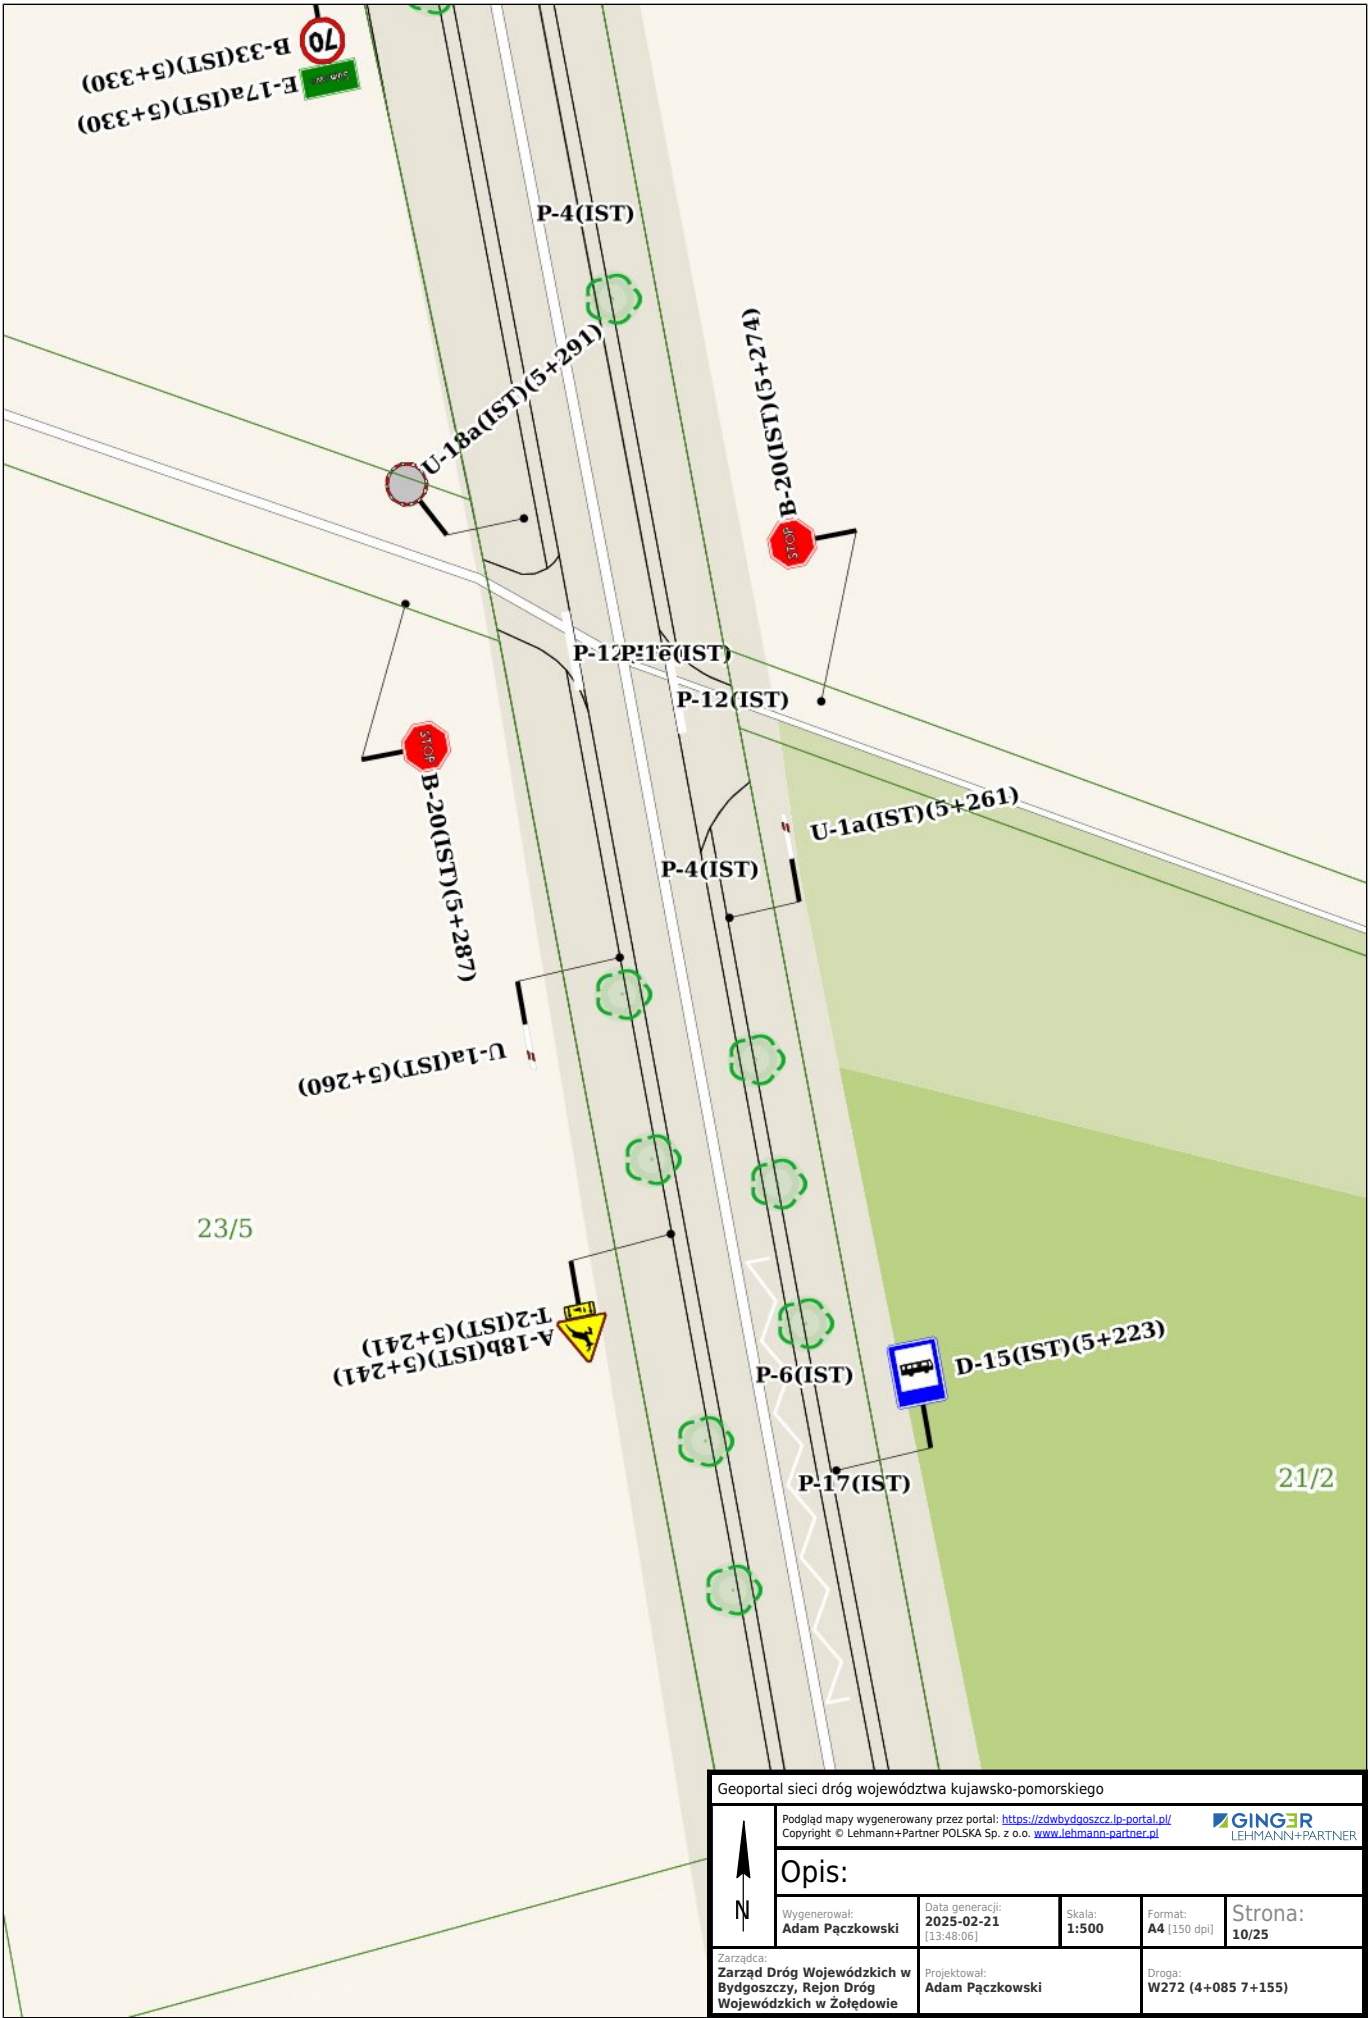 70
B-33(IST)(5+330)
E-17a(IST)(5+330)
P-4(IST)
U-18a(IST)(5+291)
B-20(IST)(5+274)
STOP
P-1e(IST)
P-12(IST)
STOP
B-20(IST)(5+287)
U-1a(IST)(5+261)
P-4(IST)
U-1a(IST)(5+260)
23/5
T-2(IST)(5+241)
A-18b(IST)(5+241)
D-15(IST)(5+223)
P-6(IST)
P-17(IST)
21/2
Geoportal sieci dróg województwa kujawsko-pomorskiego
Podgląd mapy wygenerowany przez portal: https://zdwbydgoszcz.lp-portal.pl/
Copyright © Lehmann+Partner POLSKA Sp. z o.o. www.lehmann-partner.pl
GINGER
LEHMANN+PARTNER
Opis:
N
Wygenerował:
Adam Pączkowski
Data generacji:
2025-02-21
[13:48:06]
Skala:
1:500
Format:
A4 [150 dpi]
Strona:
10/25
Zarządca:
Zarząd Dróg Wojewódzkich w
Bydgoszczy, Rejon Dróg
Wojewódzkich w Żołędowie
Projektował:
Adam Pączkowski
Droga:
W272 (4+085 7+155)